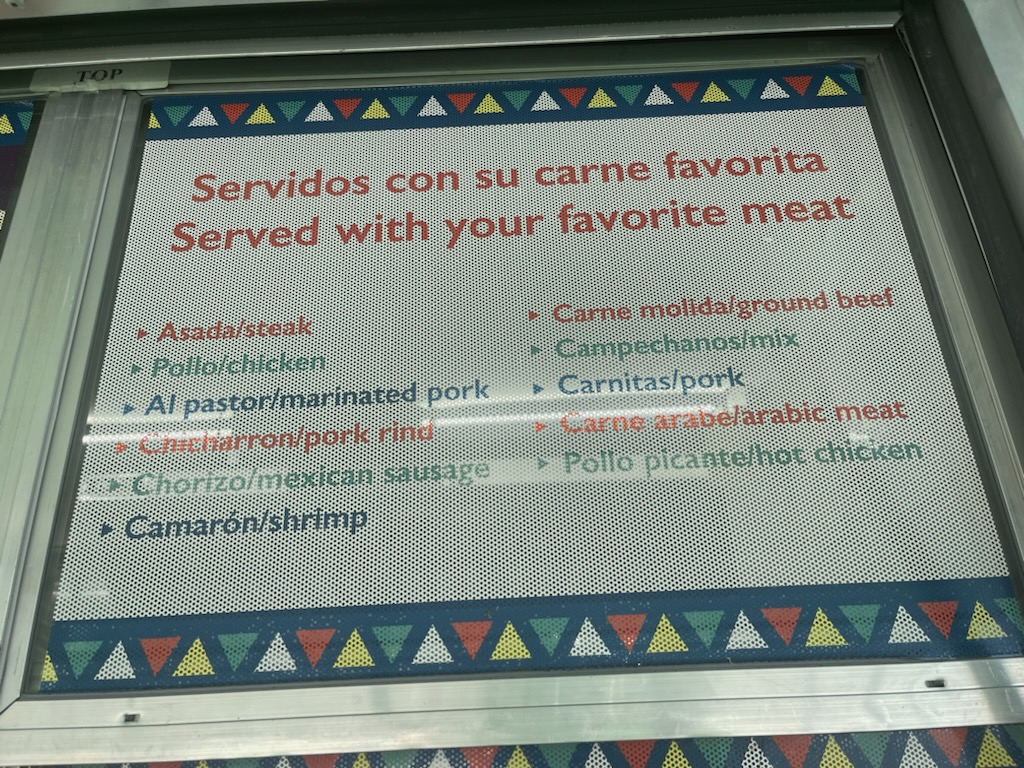 TOP
Servidos con su carne favorita
Served with your favorite meat
▸ Asada/steak
▸ Pollo/chicken
▸ Al pastor/marinated pork
▸ Chicharron/pork rind
▸ Chorizo/mexican sausage
▸ Camarón/shrimp
▸ Carne molida/ground beef
▸ Campechanos/mix
▸ Carnitas/pork
▸ Carne arabe/arabic meat
▸ Pollo picante/hot chicken